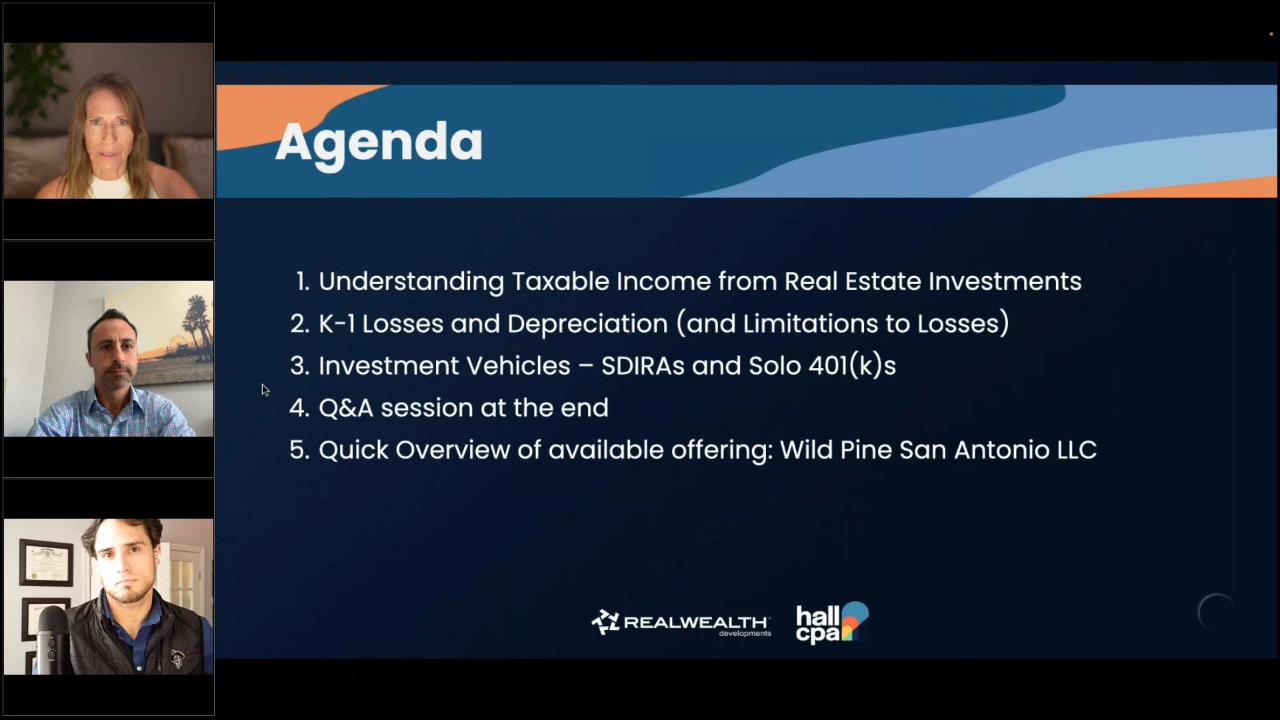 Agenda
1. Understanding Taxable Income from Real Estate Investments
2. K-1 Losses and Depreciation (and Limitations to Losses)
3. Investment Vehicles – SDIRAs and Solo 401(k)s
4. Q&A session at the end
5. Quick Overview of available offering: Wild Pine San Antonio LLC
REALWEALTH
developments
hall
cpa